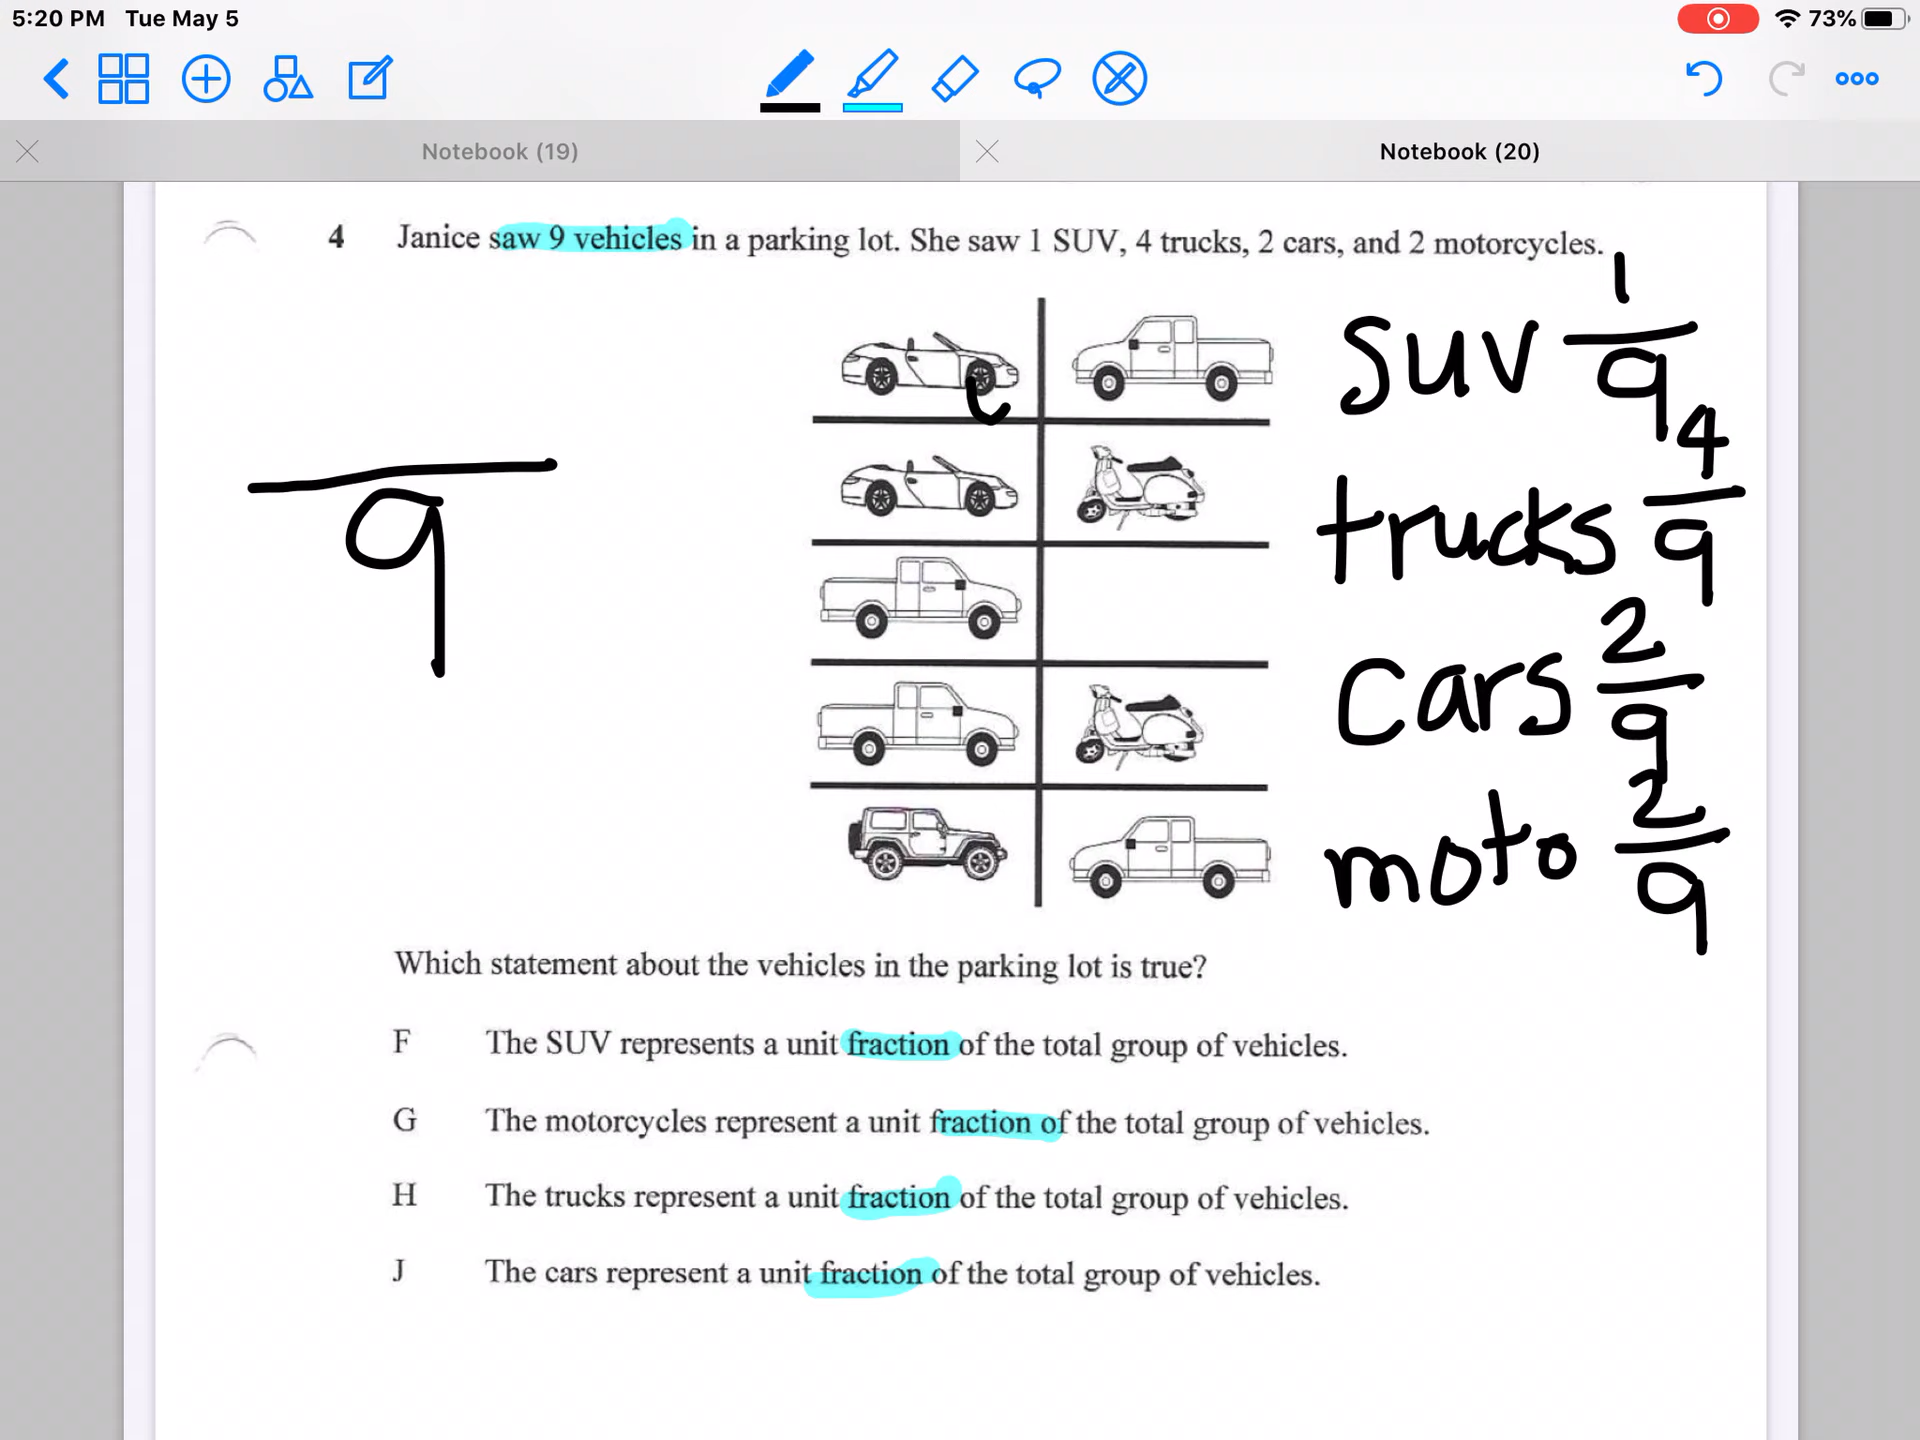 5:20 PM Tue May 5
73%
Notebook (19)
Notebook (20)
4 Janice saw 9 vehicles in a parking lot. She saw 1 SUV, 4 trucks, 2 cars, and 2 motorcycles.
SUV 1/9
9
trucks 4/9
cars 2/9
moto 2/9
Which statement about the vehicles in the parking lot is true?
F The SUV represents a unit fraction of the total group of vehicles.
G The motorcycles represent a unit fraction of the total group of vehicles.
H The trucks represent a unit fraction of the total group of vehicles.
J The cars represent a unit fraction of the total group of vehicles.